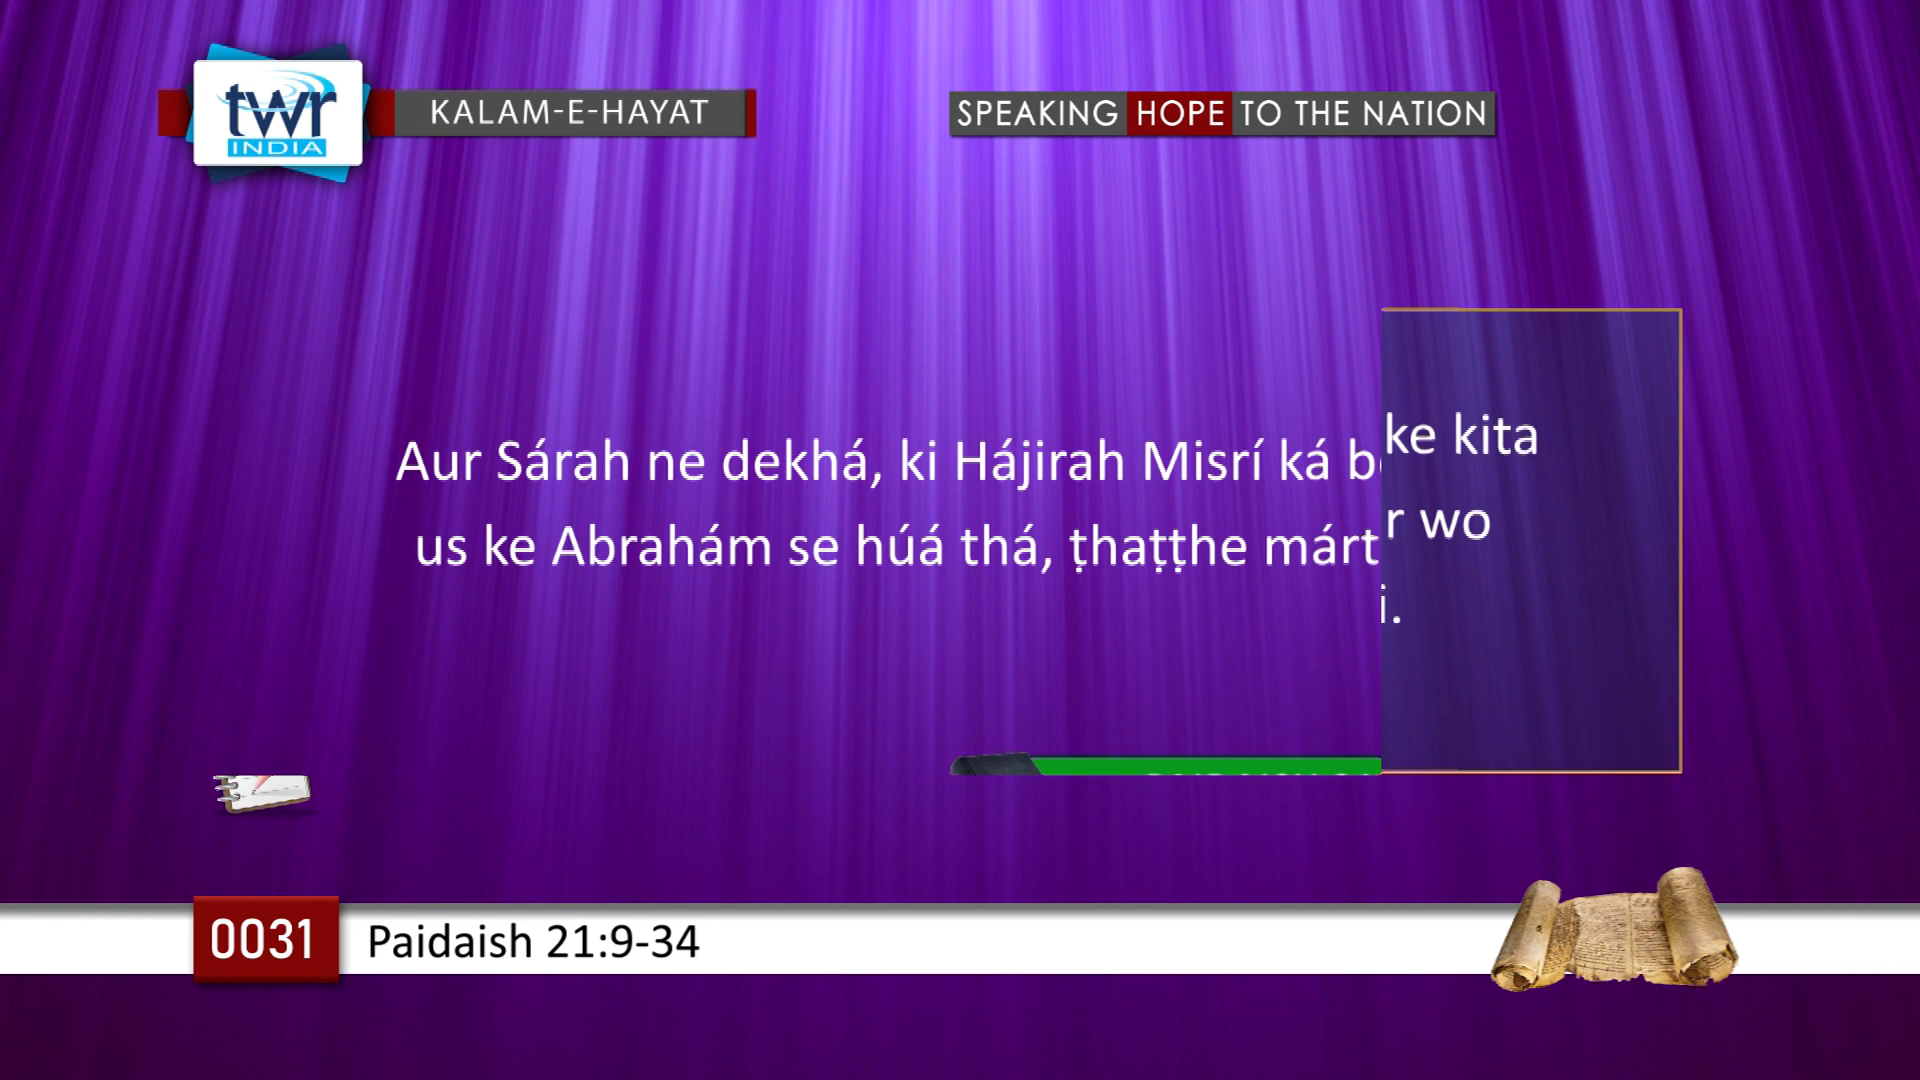 twr
INDIA
KALAM-E-HAYAT
SPEAKING HOPE TO THE NATION
Aur Sárah ne dekhá, ki Hájirah Misrí ká
ke kita
us ke Abrahám se húá thá, ṭhaṭṭhe
wo
0031
Paidaish 21:9-34